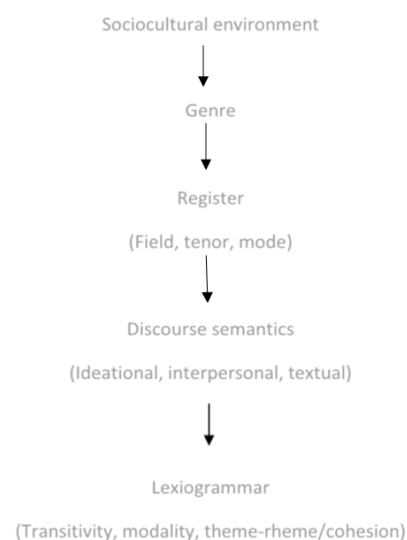 Sociocultural environment
Genre
Register
(Field, tenor, mode)
Discourse semantics
(Ideational, interpersonal, textual)
Lexiogrammar
(Transitivity, modality, theme-rheme/cohesion)